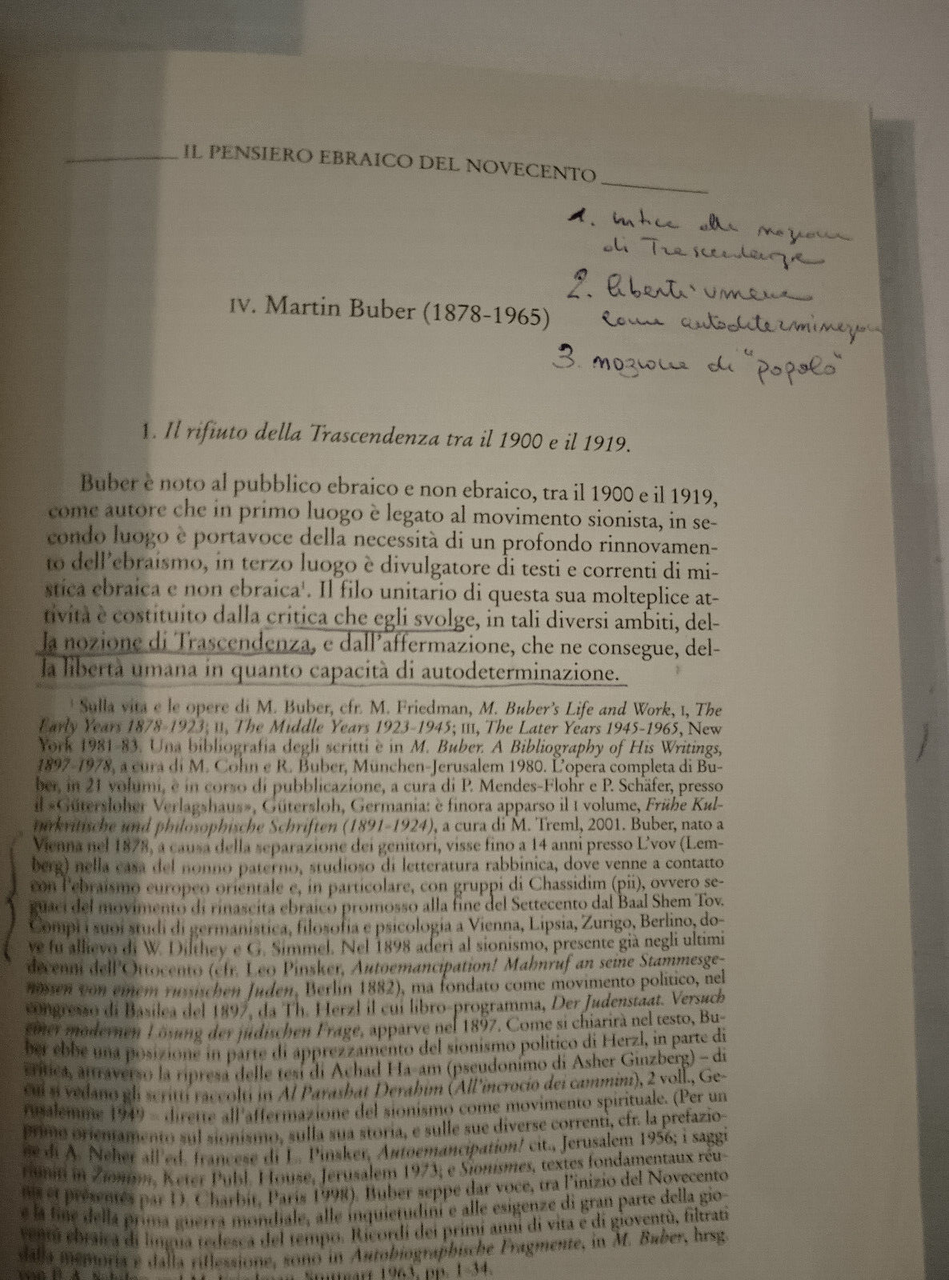 IL PENSIERO EBRAICO DEL NOVECENTO
1. critica alla nozione
di Trascendenza
2. libertà umana
come autodeterminazione
3. nozione di "popolo"
IV. Martin Buber (1878-1965)
1. Il rifiuto della Trascendenza tra il 1900 e il 1919.
Buber è noto al pubblico ebraico e non ebraico, tra il 1900 e il 1919,
come autore che in primo luogo è legato al movimento sionista, in se-
condo luogo è portavoce della necessità di un profondo rinnovamen-
to dell'ebraismo, in terzo luogo è divulgatore di testi e correnti di mi-
stica ebraica e non ebraica¹. Il filo unitario di questa sua molteplice at-
tività è costituito dalla critica che egli svolge, in tali diversi ambiti, del-
la nozione di Trascendenza, e dall'affermazione, che ne consegue, del-
la libertà umana in quanto capacità di autodeterminazione.
¹ Sulla vita e le opere di M. Buber, cfr. M. Friedman, M. Buber's Life and Work, I, The
Early Years 1878-1923; II, The Middle Years 1923-1945; III, The Later Years 1945-1965, New
York 1981-83. Una bibliografia degli scritti è in M. Buber. A Bibliography of His Writings,
1897-1978, a cura di M. Cohn e R. Buber, München-Jerusalem 1980. L'opera completa di Bu-
ber, in 21 volumi, è in corso di pubblicazione, a cura di P. Mendes-Flohr e P. Schäfer, presso
il «Gütersloher Verlagshaus», Gütersloh, Germania: è finora apparso il I volume, Frühe Kul-
turkritische und philosophische Schriften (1891-1924), a cura di M. Treml, 2001. Buber, nato a
Vienna nel 1878, a causa della separazione dei genitori, visse fino a 14 anni presso L'vov (Lem-
berg) nella casa del nonno paterno, studioso di letteratura rabbinica, dove venne a contatto
con l'ebraismo europeo orientale e, in particolare, con gruppi di Chassidim (pii), ovvero se-
guaci del movimento di rinascita ebraico promosso alla fine del Settecento dal Baal Shem Tov.
Compì i suoi studi di germanistica, filosofia e psicologia a Vienna, Lipsia, Zurigo, Berlino, do-
ve fu allievo di W. Dilthey e G. Simmel. Nel 1898 aderì al sionismo, presente già negli ultimi
decenni dell'Ottocento (cfr. Leo Pinsker, Autoemancipation! Mahnruf an seine Stammesge-
nossen von einem russischen Juden, Berlin 1882), ma fondato come movimento politico, nel
congresso di Basilea del 1897, da Th. Herzl il cui libro-programma, Der Judenstaat. Versuch
einer modernen Lösung der jüdischen Frage, apparve nel 1897. Come si chiarirà nel testo, Bu-
ber ebbe una posizione in parte di apprezzamento del sionismo politico di Herzl, in parte di
critica, attraverso la ripresa delle tesi di Achad Ha-am (pseudonimo di Asher Ginzberg) – di
cui si vedano gli scritti raccolti in Al Parashat Derahim (All'incrocio dei cammini), 2 voll., Ge-
rusalemme 1949 – dirette all'affermazione del sionismo come movimento spirituale. (Per un
primo orientamento sul sionismo, sulla sua storia, e sulle sue diverse correnti, cfr. la prefazio-
ne di A. Neher all'ed. francese di L. Pinsker, Autoemancipation! cit., Jerusalem 1956; i saggi
riuniti in Zionism, Keter Publ. House, Jerusalem 1973; e Sionismes, textes fondamentaux réu-
nis et présentés par D. Charbit, Paris 1998). Buber seppe dar voce, tra l'inizio del Novecento
e la fine della prima guerra mondiale, alle inquietudini e alle esigenze di gran parte della gio-
ventù ebraica di lingua tedesca del tempo. Ricordi dei primi anni di vita e di gioventù, filtrati
dalla memoria e dalla riflessione, sono in Autobiographische Fragmente, in M. Buber, hrsg.
Stuttgart 1963, pp. 1-34.